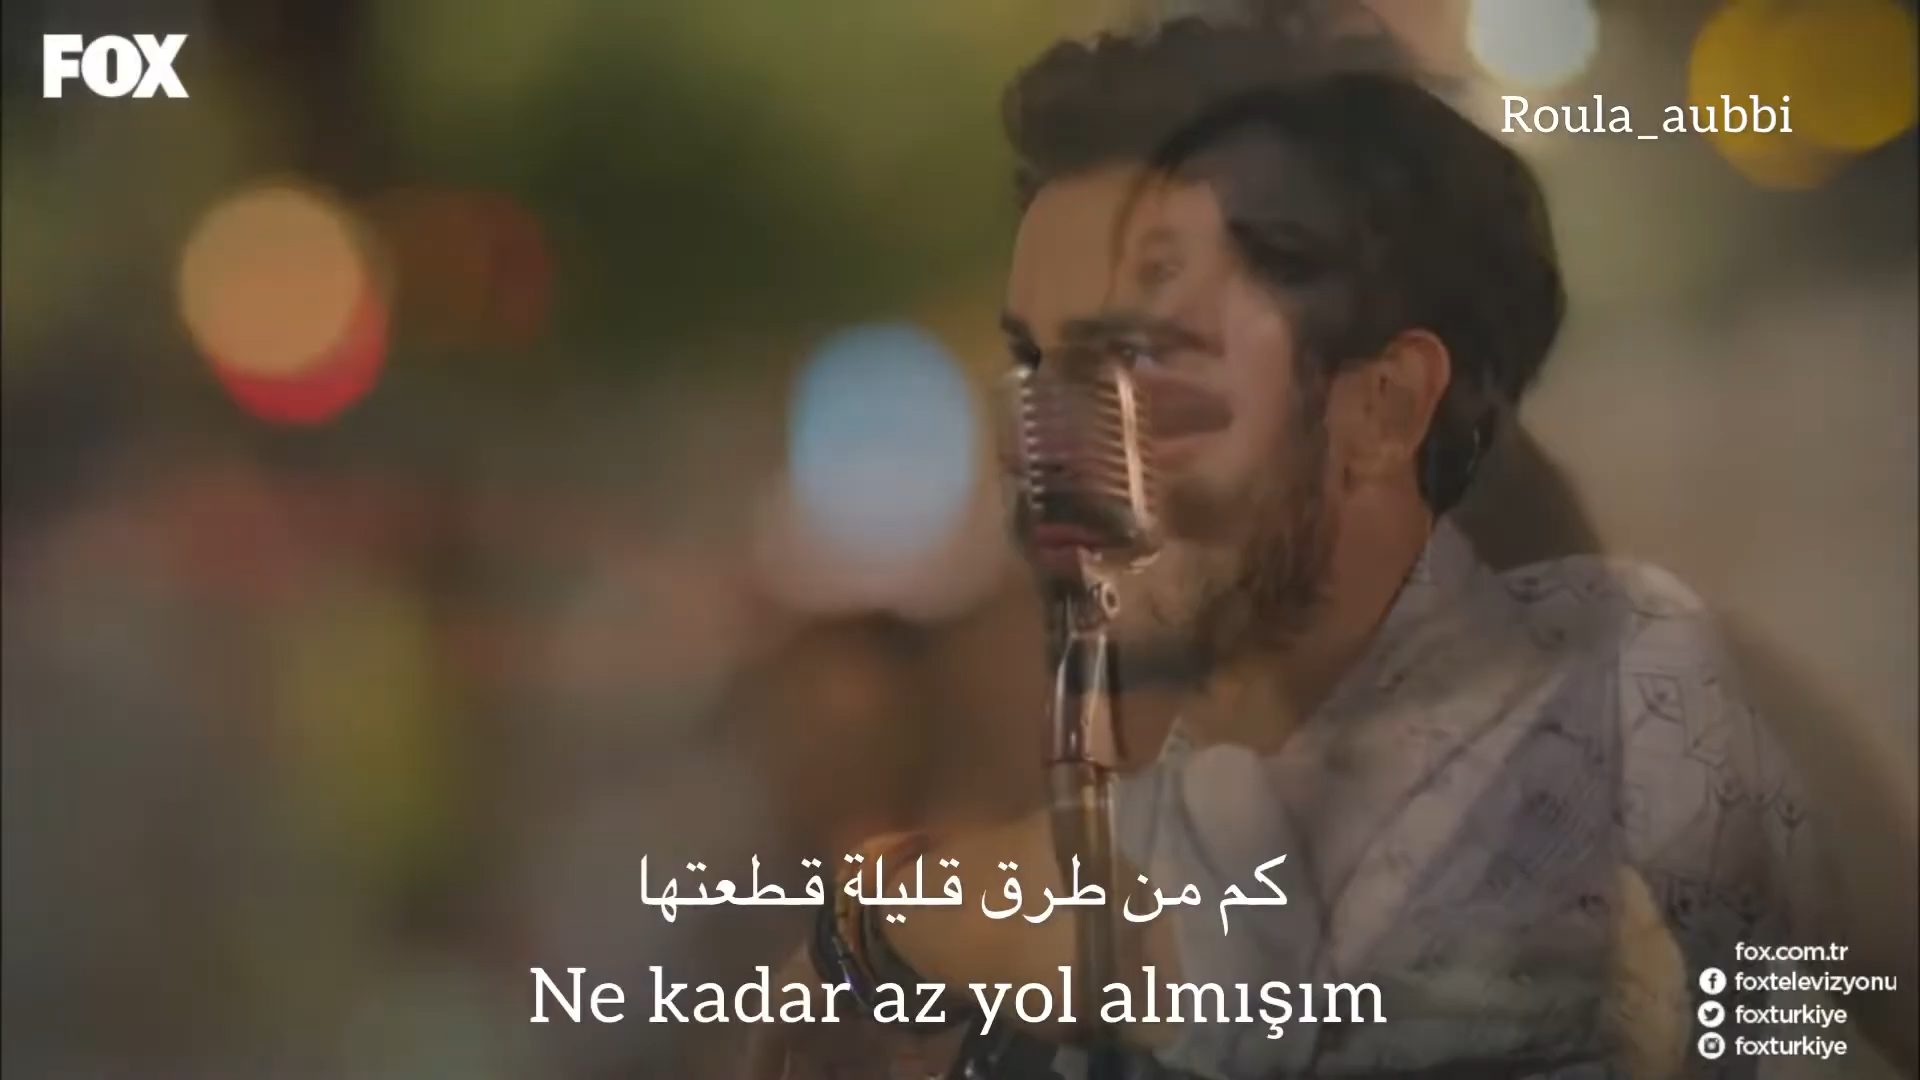 FOX
Roula_aubbi
كم من طرق قليلة قطعتها
Ne kadar az yol almışım
fox.com.tr
foxtelevizyonu
foxturkiye
foxturkiye